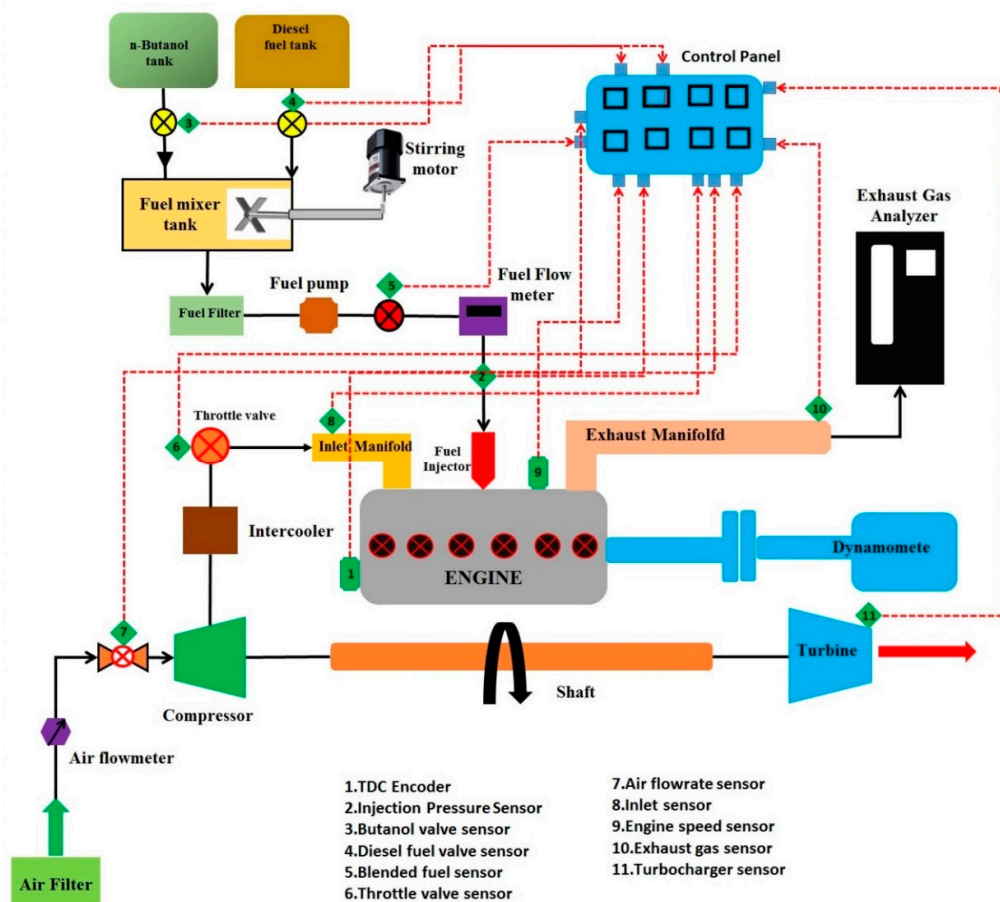 n-Butanol
tank
Diesel
fuel tank
Control Panel
3
4
Stirring
motor
Fuel mixer
tank
Exhaust Gas
Analyzer
Fuel pump
5
Fuel Flow
meter
Fuel Filter
2
Throttle valve
6
8
Inlet Manifold
Fuel
Injector
9
Exhaust Manifolfd
10
Intercooler
1
ENGINE
Dynamomete
7
11
Turbine
Compressor
Shaft
Air flowmeter
Air Filter
1.TDC Encoder
2.Injection Pressure Sensor
3.Butanol valve sensor
4.Diesel fuel valve sensor
5.Blended fuel sensor
6.Throttle valve sensor
7.Air flowrate sensor
8.Inlet sensor
9.Engine speed sensor
10.Exhaust gas sensor
11.Turbocharger sensor